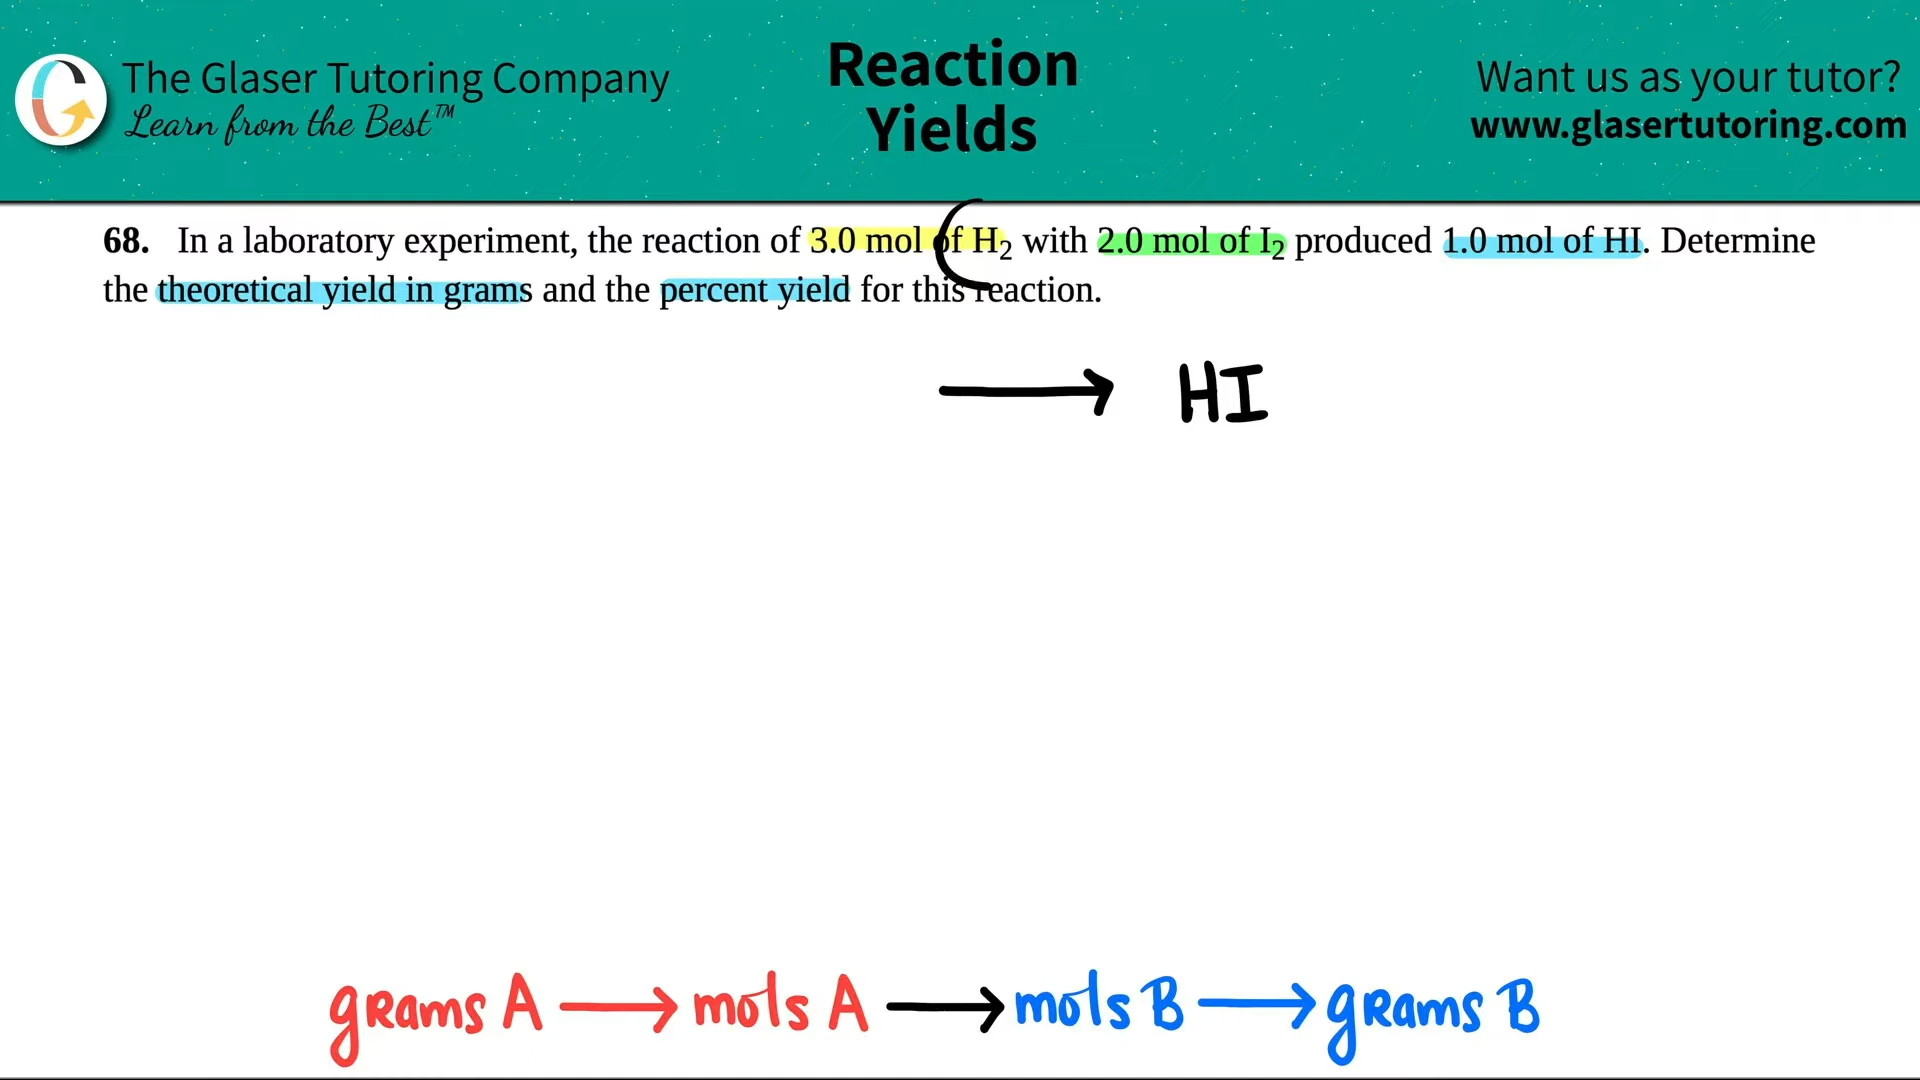 The Glaser Tutoring Company
Learn from the Best™
Reaction
Yields
Want us as your tutor?
www.glasertutoring.com
68. In a laboratory experiment, the reaction of 3.0 mol of H₂ with 2.0 mol of I₂ produced 1.0 mol of HI. Determine
the theoretical yield in grams and the percent yield for this reaction.
→ HI
grams A → mols A → mols B → grams B